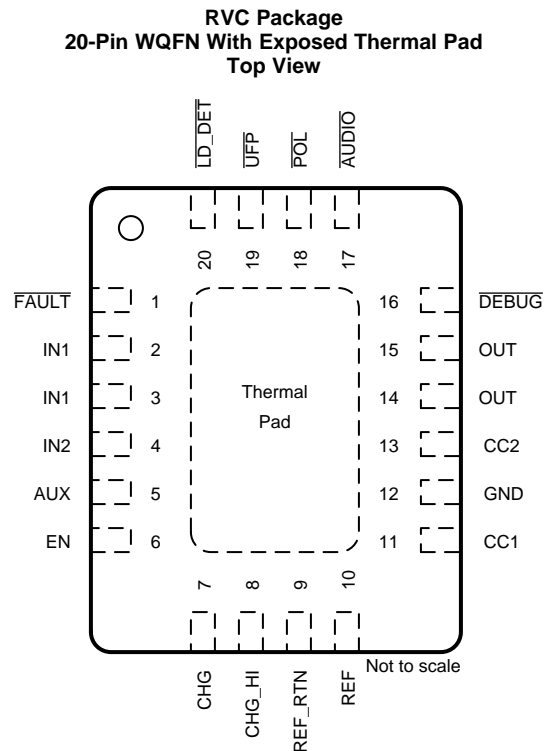 RVC Package
20-Pin WQFN With Exposed Thermal Pad
Top View
LD_DET
UFP
POL
AUDIO
20
19
18
17
FAULT 1
IN1 2
IN1 3
IN2 4
AUX 5
EN 6
Thermal
Pad
16 DEBUG
15 OUT
14 OUT
13 CC2
12 GND
11 CC1
7
8
9
10
CHG
CHG_HI
REF_RTN
REF
Not to scale